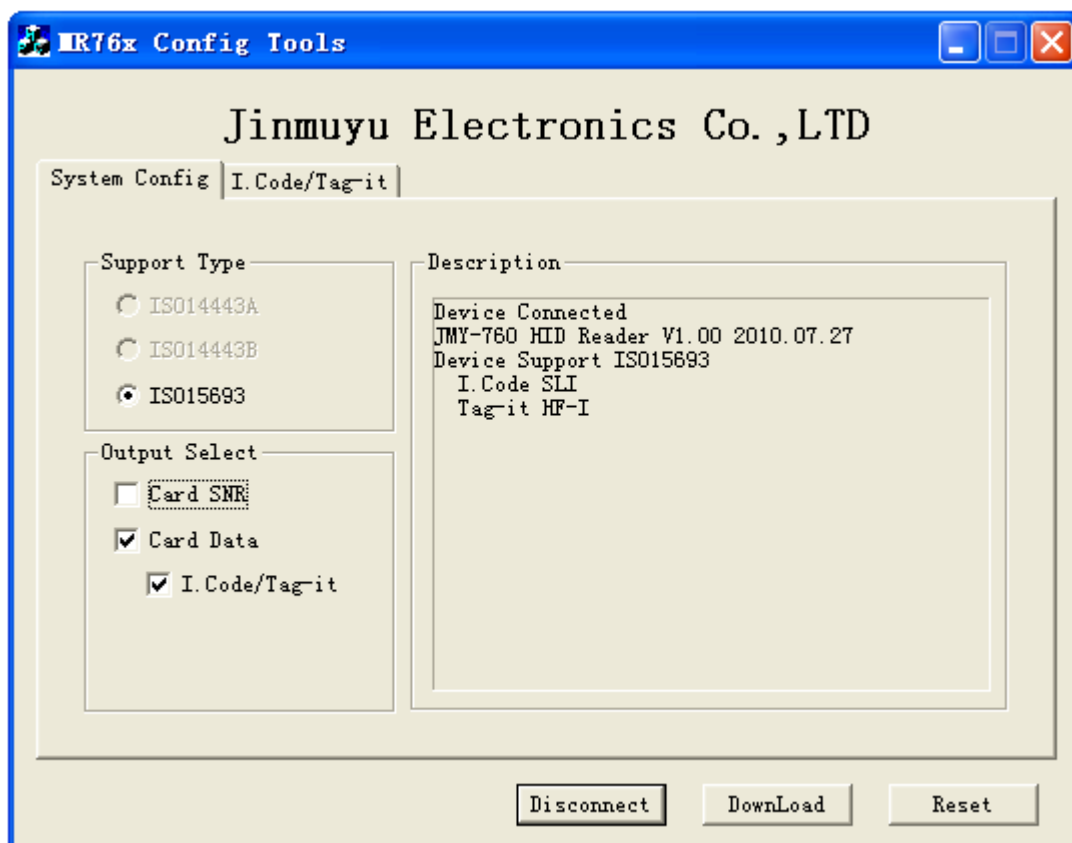 MR76x Config Tools
Jinmuyu Electronics Co.,LTD
System Config
I.Code/Tag-it
Support Type
ISO14443A
ISO14443B
ISO15693
Output Select
Card SNR
Card Data
I.Code/Tag-it
Description
Device Connected
JMY-760 HID Reader V1.00 2010.07.27
Device Support ISO15693
I.Code SLI
Tag-it HF-I
Disconnect
DownLoad
Reset